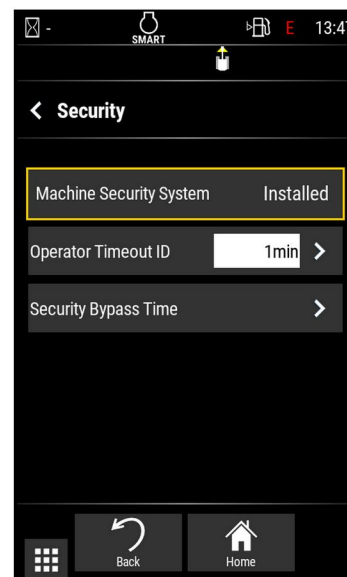 -
SMART
E 13:47
Security
Machine Security System Installed
Operator Timeout ID 1min
Security Bypass Time
Back Home